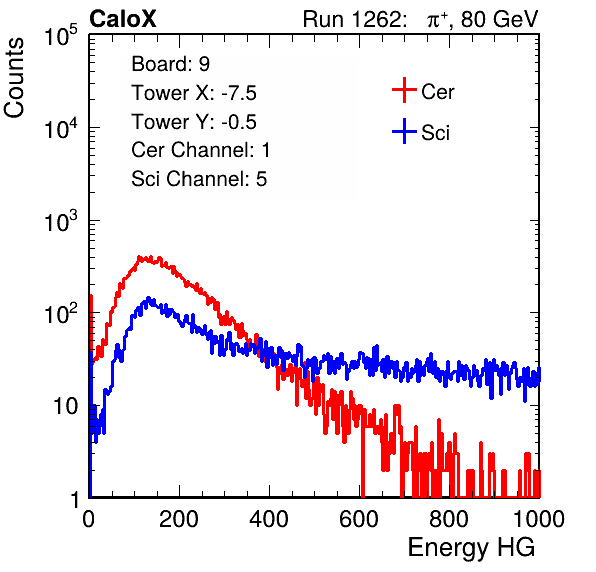 CaloX Run 1262: π⁺, 80 GeV
Counts
10⁵
10⁴
10³
10²
10
1
Board: 9
Tower X: -7.5
Tower Y: -0.5
Cer Channel: 1
Sci Channel: 5
Cer
Sci
0 200 400 600 800 1000
Energy HG